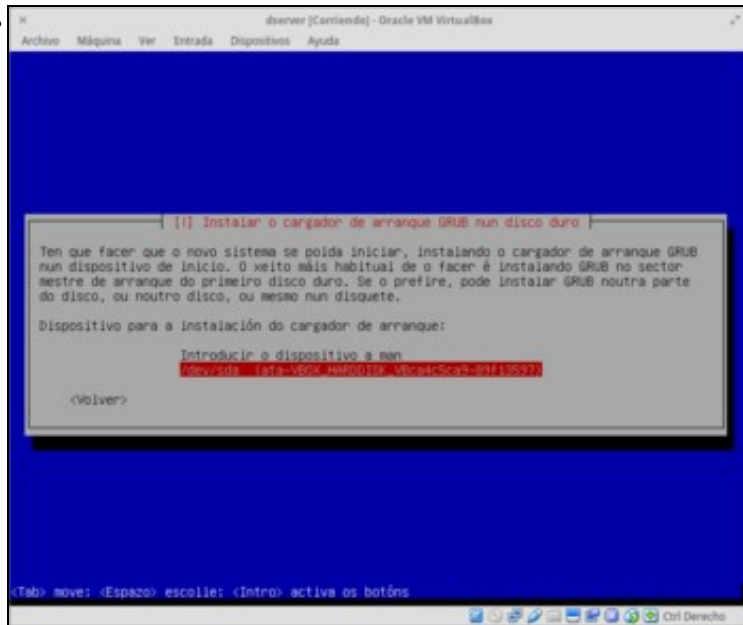 dserver [Corriendo] - Oracle VM VirtualBox
Archivo Máquina Ver Entrada Dispositivos Ayuda
[!] Instalar o cargador de arranque GRUB nun disco duro
Ten que facer que o novo sistema se poida iniciar, instalando o cargador de arranque GRUB
nun dispositivo de inicio. O xeito máis habitual de o facer é instalando GRUB no sector
mestre de arranque do primeiro disco duro. Se o prefire, pode instalar GRUB noutra parte
do disco, ou noutro disco, ou mesmo nun disquete.
Dispositivo para a instalación do cargador de arranque:
Introducir o dispositivo a man
/dev/sda (ata-VBOX_HARDDISK_VBca4c5ca9-89f13597)
<Volver>
<Tab> move; <Espazo> escolle; <Intro> activa os botóns
Ctrl Derecho